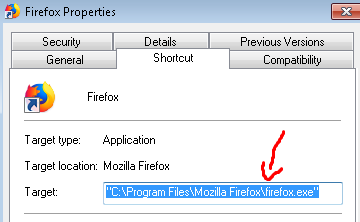 Firefox Properties
Security Details Previous Versions
General Shortcut Compatibility
Firefox
Target type: Application
Target location: Mozilla Firefox
Target: "C:\Program Files\Mozilla Firefox\firefox.exe"